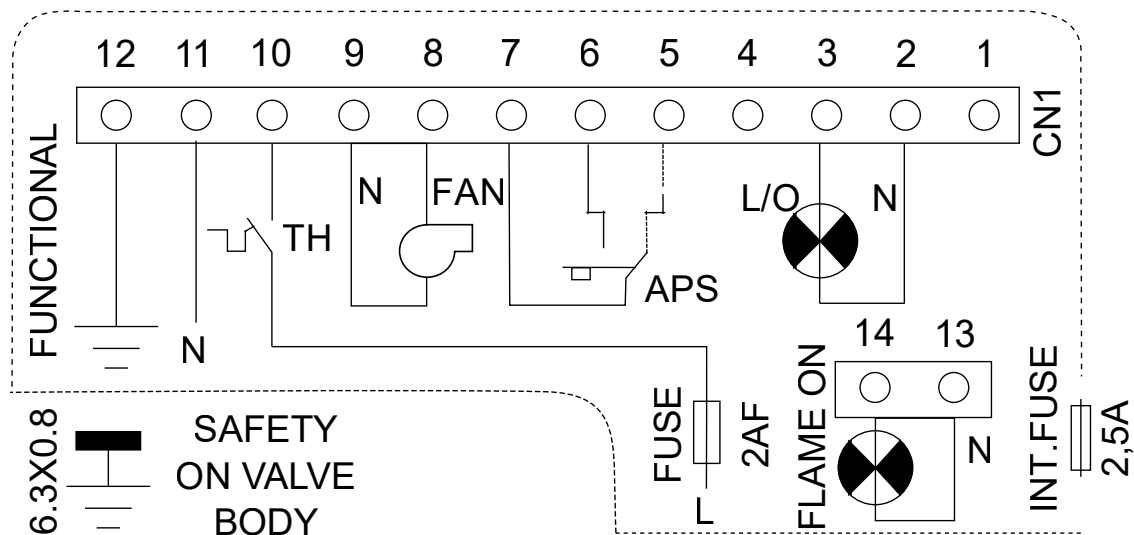 12 11 10 9 8 7 6 5 4 3 2 1
CN1
FUNCTIONAL
N
FAN
L/O
N
TH
APS
N
14 13
FLAME ON
N
INT.FUSE
2,5A
FUSE
2AF
L
6.3X0.8
SAFETY
ON VALVE
BODY